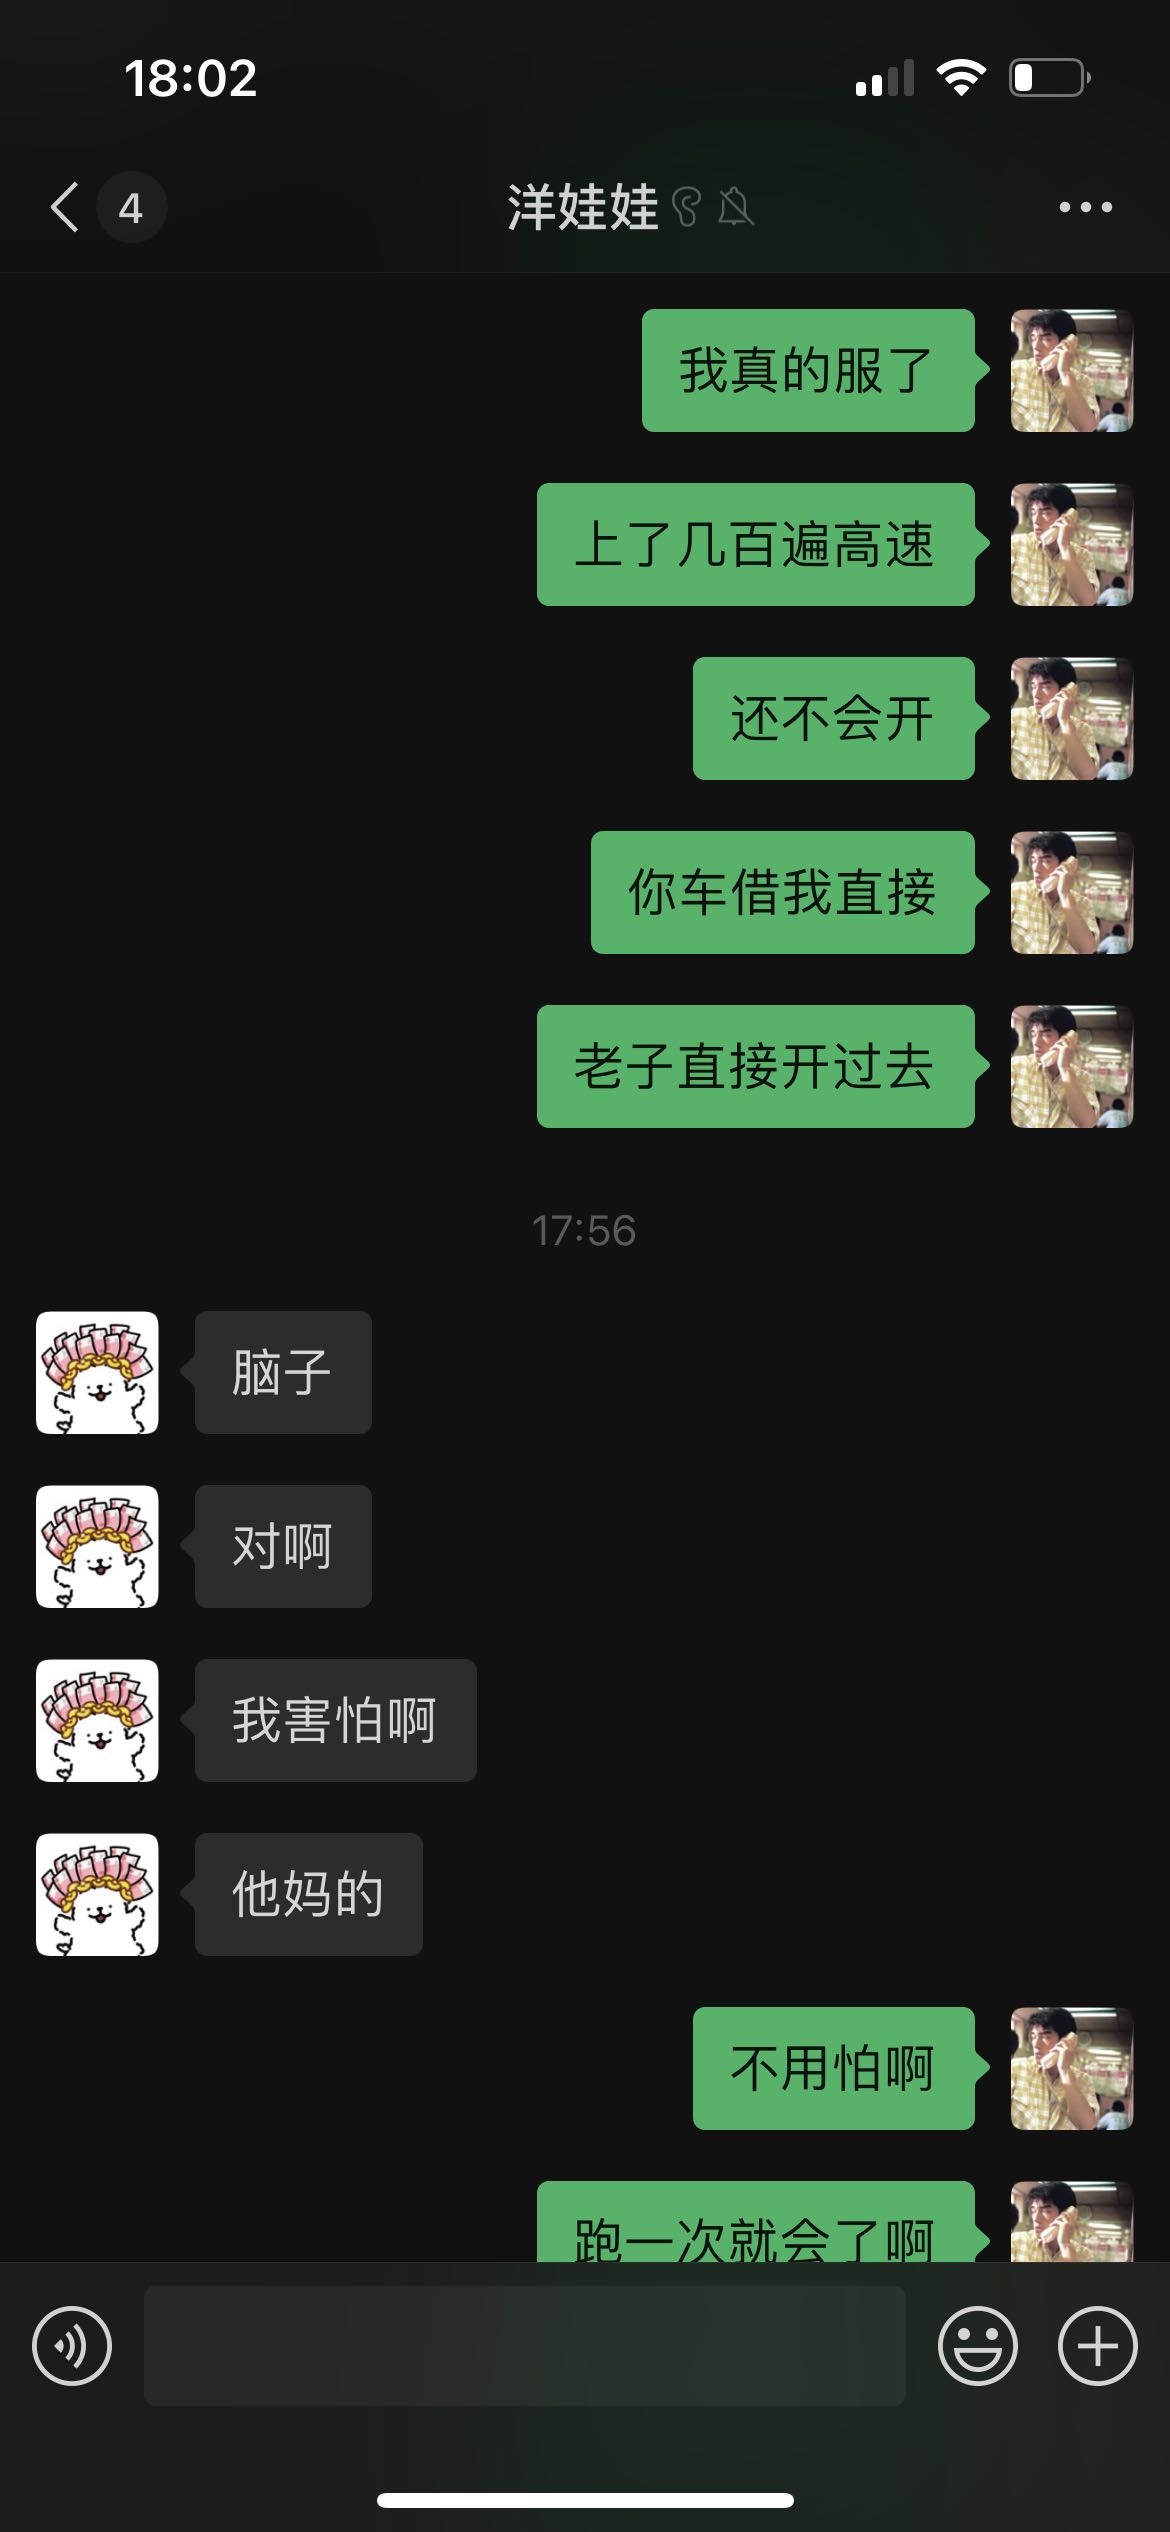 18:02
4
洋娃娃
我真的服了
上了几百遍高速
还不会开
你车借我直接
老子直接开过去
17:56
脑子
对啊
我害怕啊
他妈的
不用怕啊
跑一次就会了啊